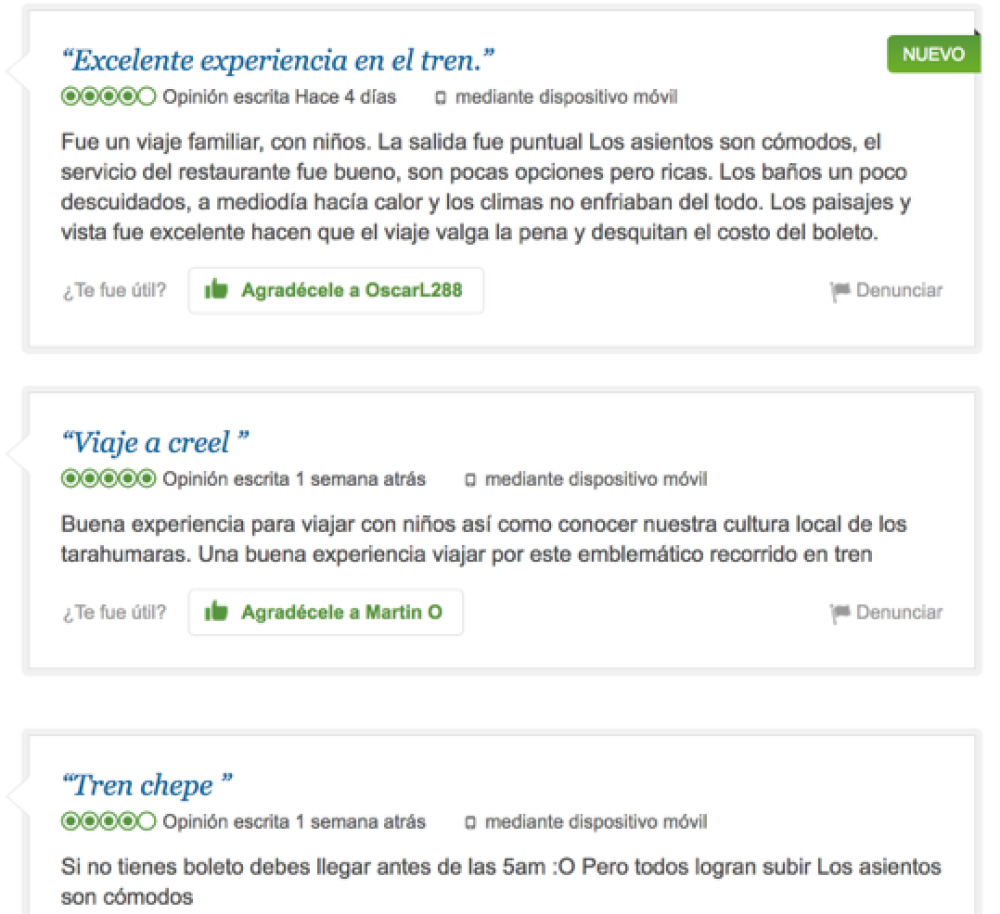 “Excelente experiencia en el tren.”
NUEVO
Opinión escrita Hace 4 días mediante dispositivo móvil
Fue un viaje familiar, con niños. La salida fue puntual Los asientos son cómodos, el
servicio del restaurante fue bueno, son pocas opciones pero ricas. Los baños un poco
descuidados, a mediodía hacía calor y los climas no enfriaban del todo. Los paisajes y
vista fue excelente hacen que el viaje valga la pena y desquitan el costo del boleto.
¿Te fue útil? Agradécele a OscarL288 Denunciar
“Viaje a creel ”
Opinión escrita 1 semana atrás mediante dispositivo móvil
Buena experiencia para viajar con niños así como conocer nuestra cultura local de los
tarahumaras. Una buena experiencia viajar por este emblemático recorrido en tren
¿Te fue útil? Agradécele a Martin O Denunciar
“Tren chepe ”
Opinión escrita 1 semana atrás mediante dispositivo móvil
Si no tienes boleto debes llegar antes de las 5am :O Pero todos logran subir Los asientos
son cómodos